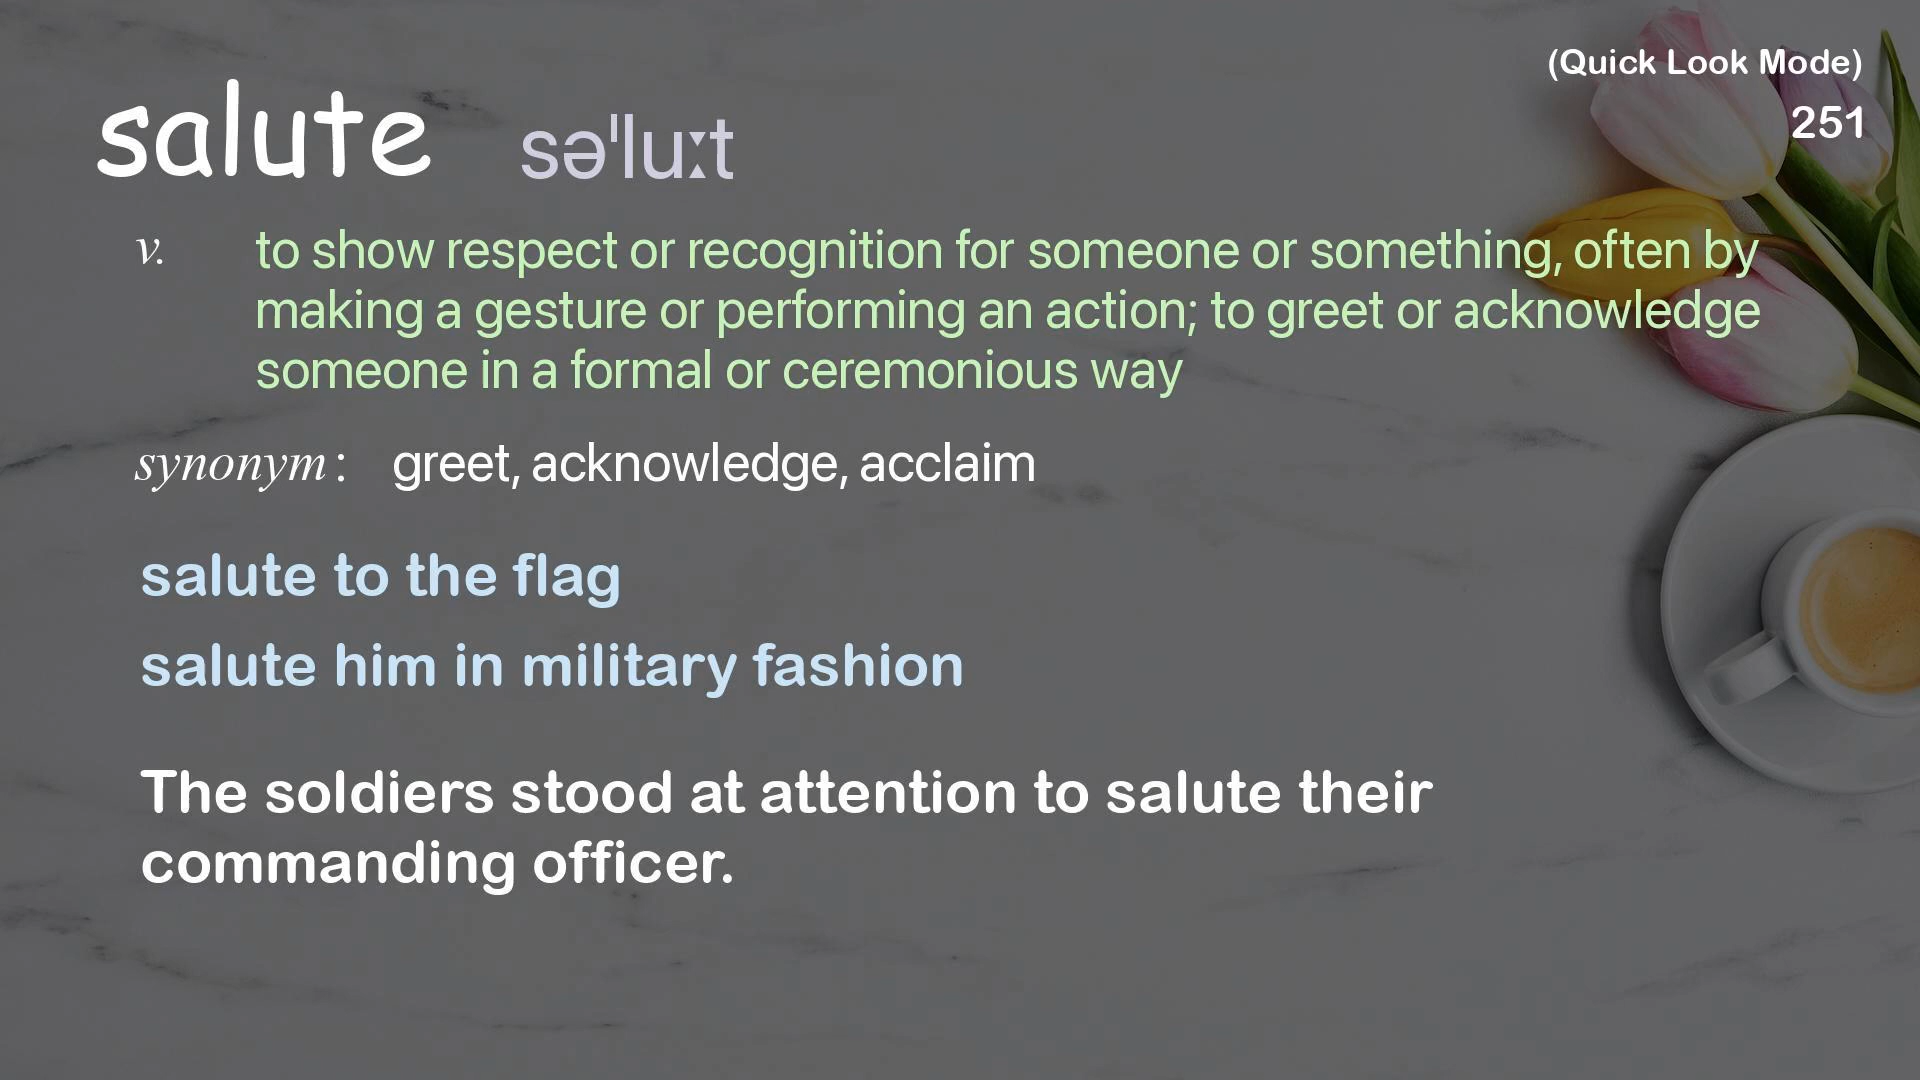 (Quick Look Mode)
251
salute səˈluːt
v. to show respect or recognition for someone or something, often by
making a gesture or performing an action; to greet or acknowledge
someone in a formal or ceremonious way
synonym : greet, acknowledge, acclaim
salute to the flag
salute him in military fashion
The soldiers stood at attention to salute their
commanding officer.